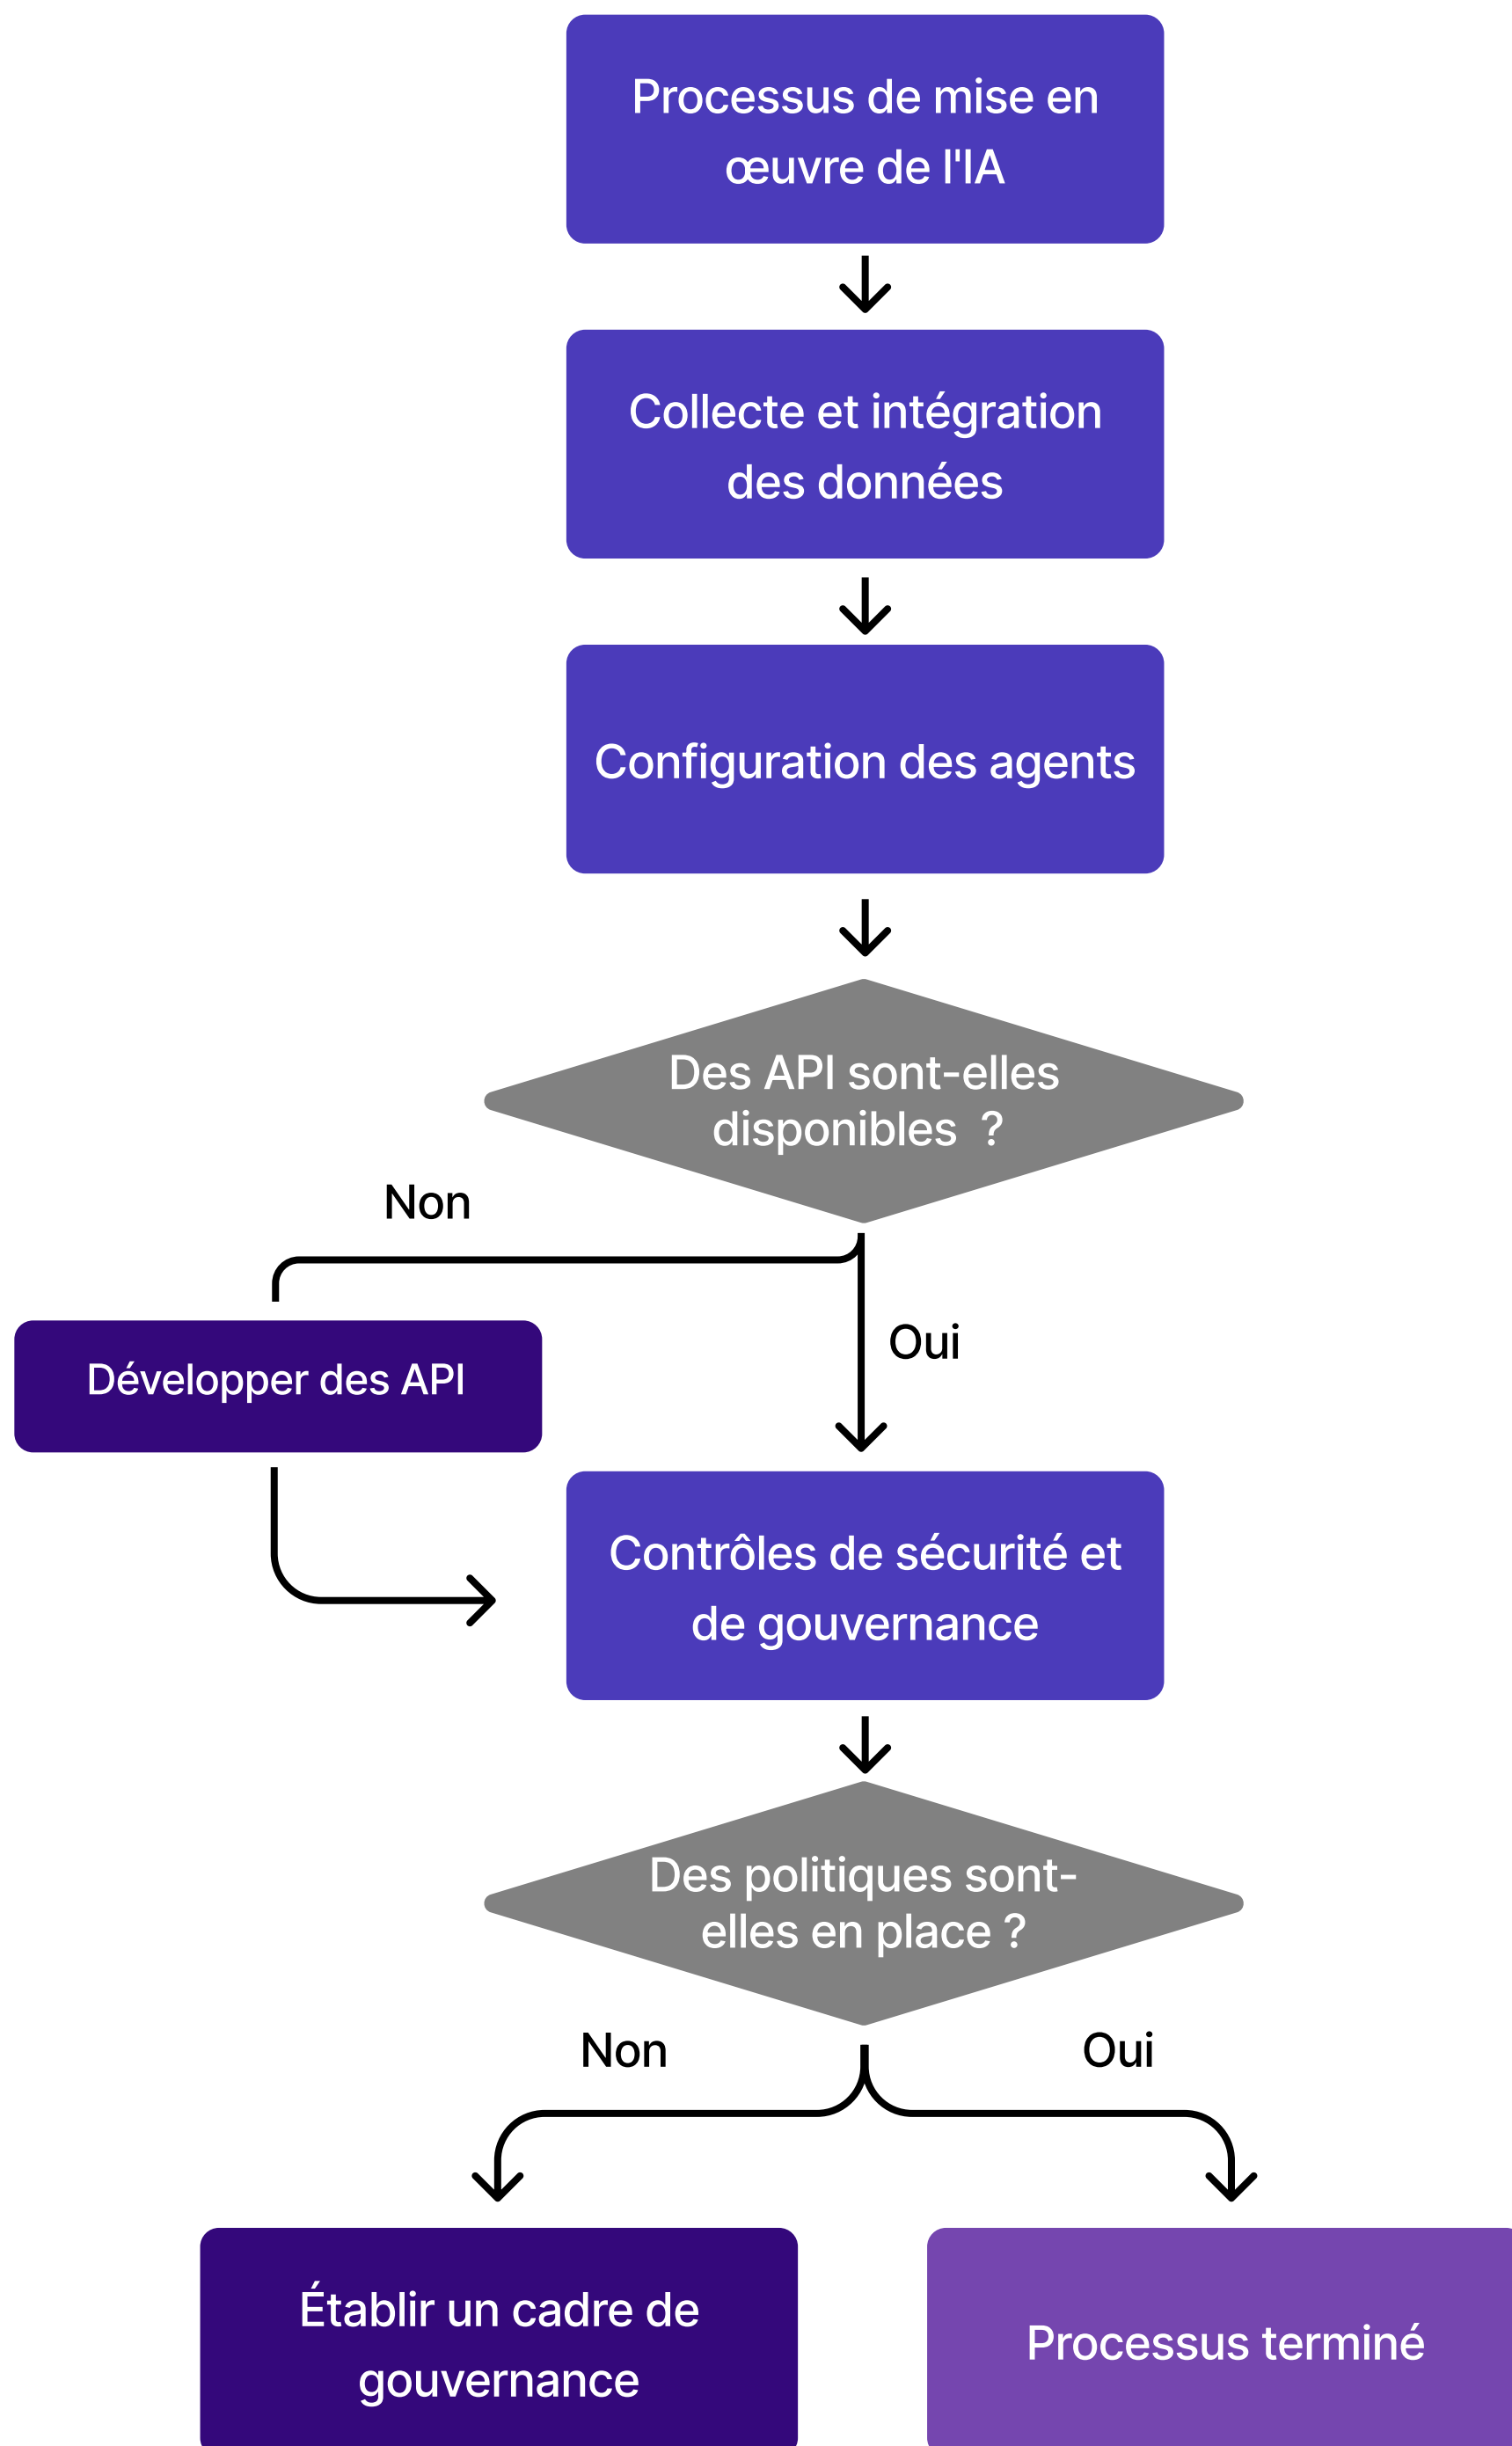 Processus de mise en
œuvre de l'IA
Collecte et intégration
des données
Configuration des agents
Des API sont-elles
disponibles ?
Non
Oui
Développer des API
Contrôles de sécurité et
de gouvernance
Des politiques sont-
elles en place ?
Non
Oui
Établir un cadre de
gouvernance
Processus terminé